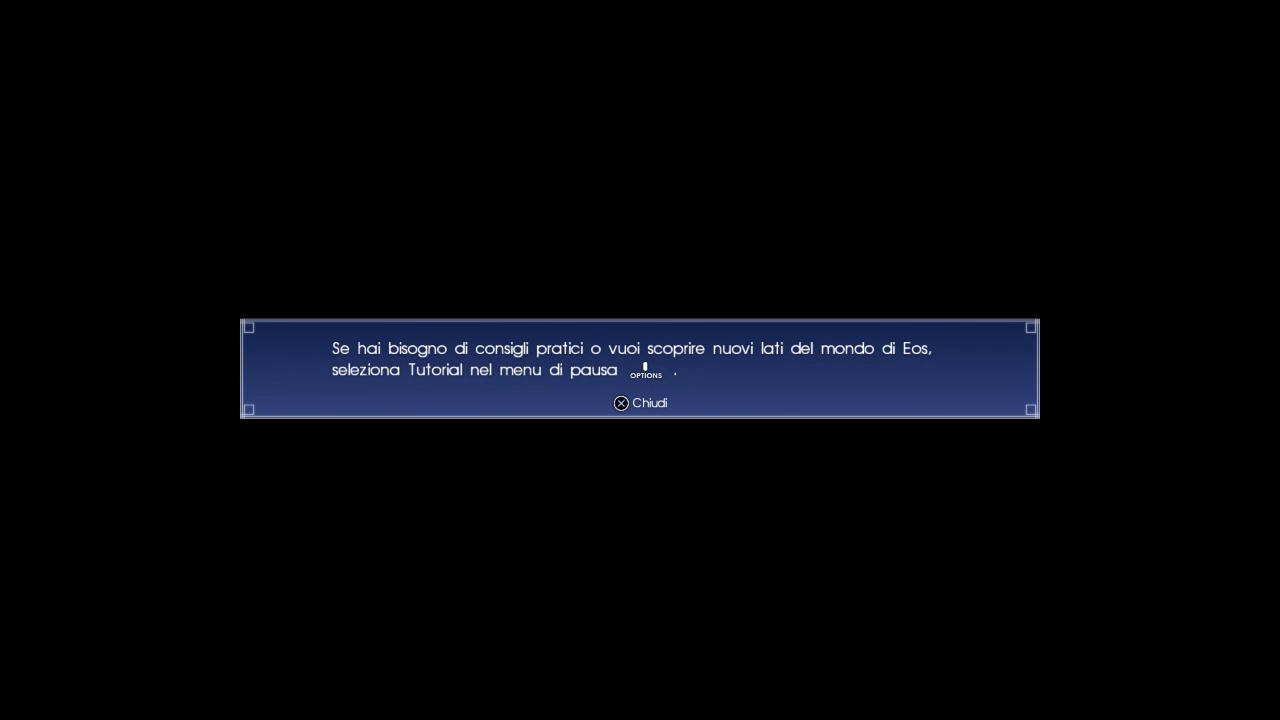 Se hai bisogno di consigli pratici o vuoi scoprire nuovi lati del mondo di Eos,
seleziona Tutorial nel menu di pausa OPTIONS .
Chiudi